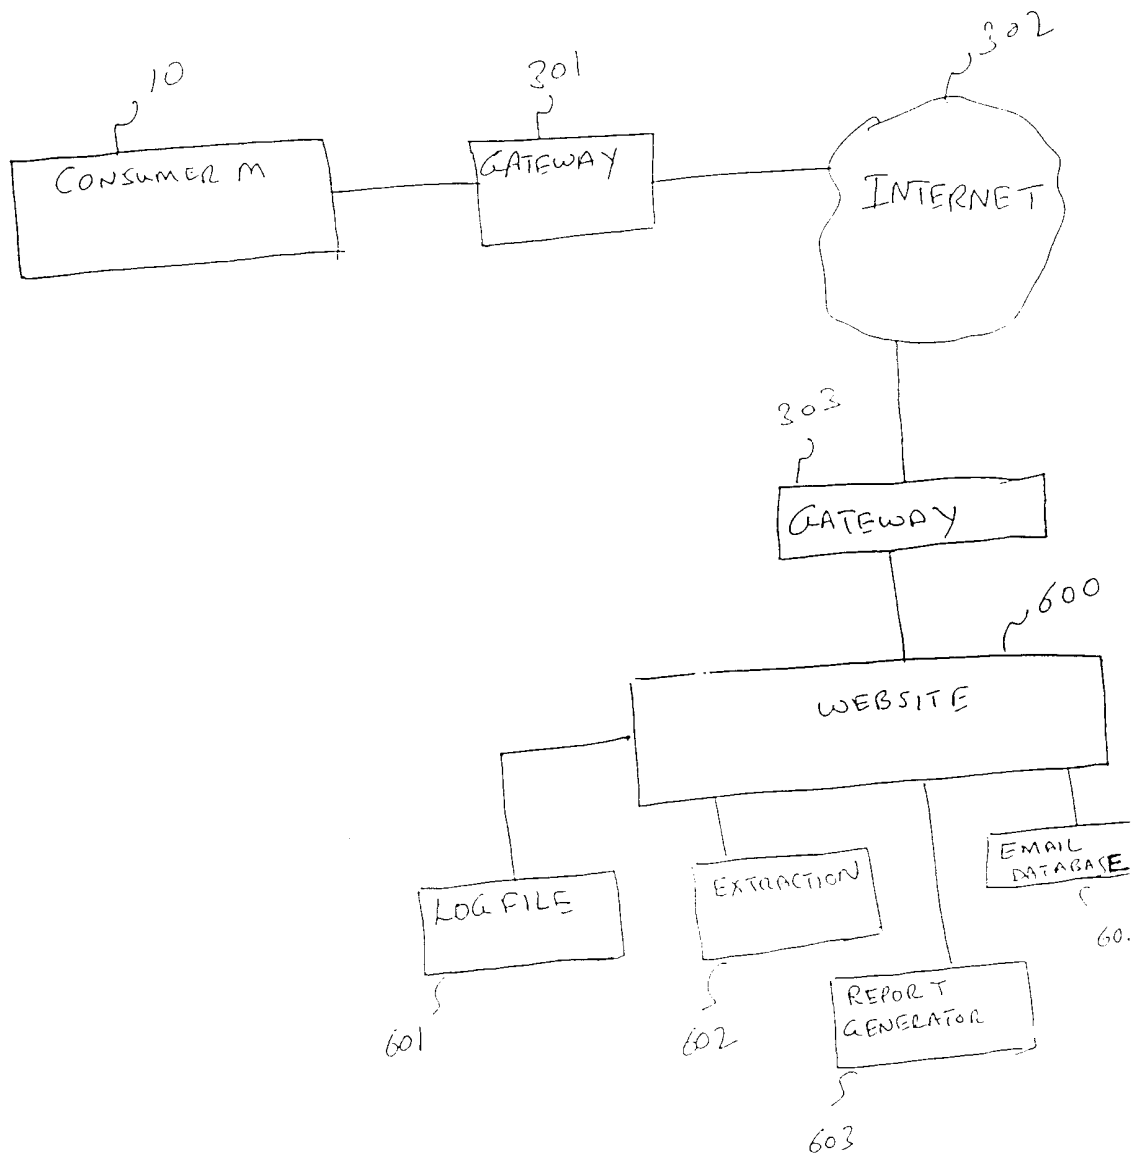 10
301
302
CONSUMER M
GATEWAY
INTERNET
303
GATEWAY
600
WEBSITE
LOG FILE
EXTRACTION
EMAIL
DATABASE
REPORT
GENERATOR
601
602
603